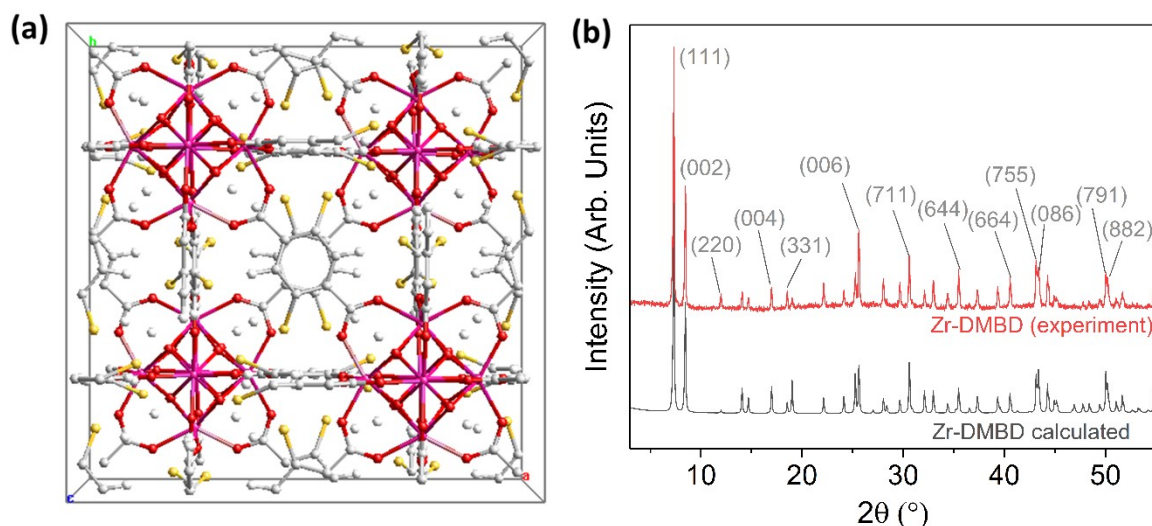 (a)
b
a
c
(b)
Intensity (Arb. Units)
(111)
(002)
(220)
(004)
(331)
(006)
(711)
(644)
(664)
(755)
(086)
(791)
(882)
Zr-DMBD (experiment)
Zr-DMBD calculated
10 20 30 40 50
2θ (°)